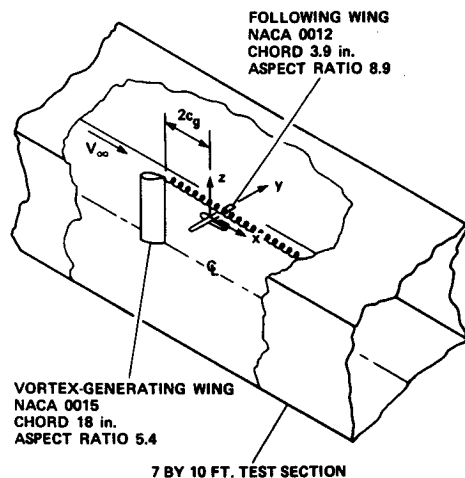 FOLLOWING WING
NACA 0012
CHORD 3.9 in.
ASPECT RATIO 8.9
2cg
V∞
z
y
x
℄
VORTEX-GENERATING WING
NACA 0015
CHORD 18 in.
ASPECT RATIO 5.4
7 BY 10 FT. TEST SECTION